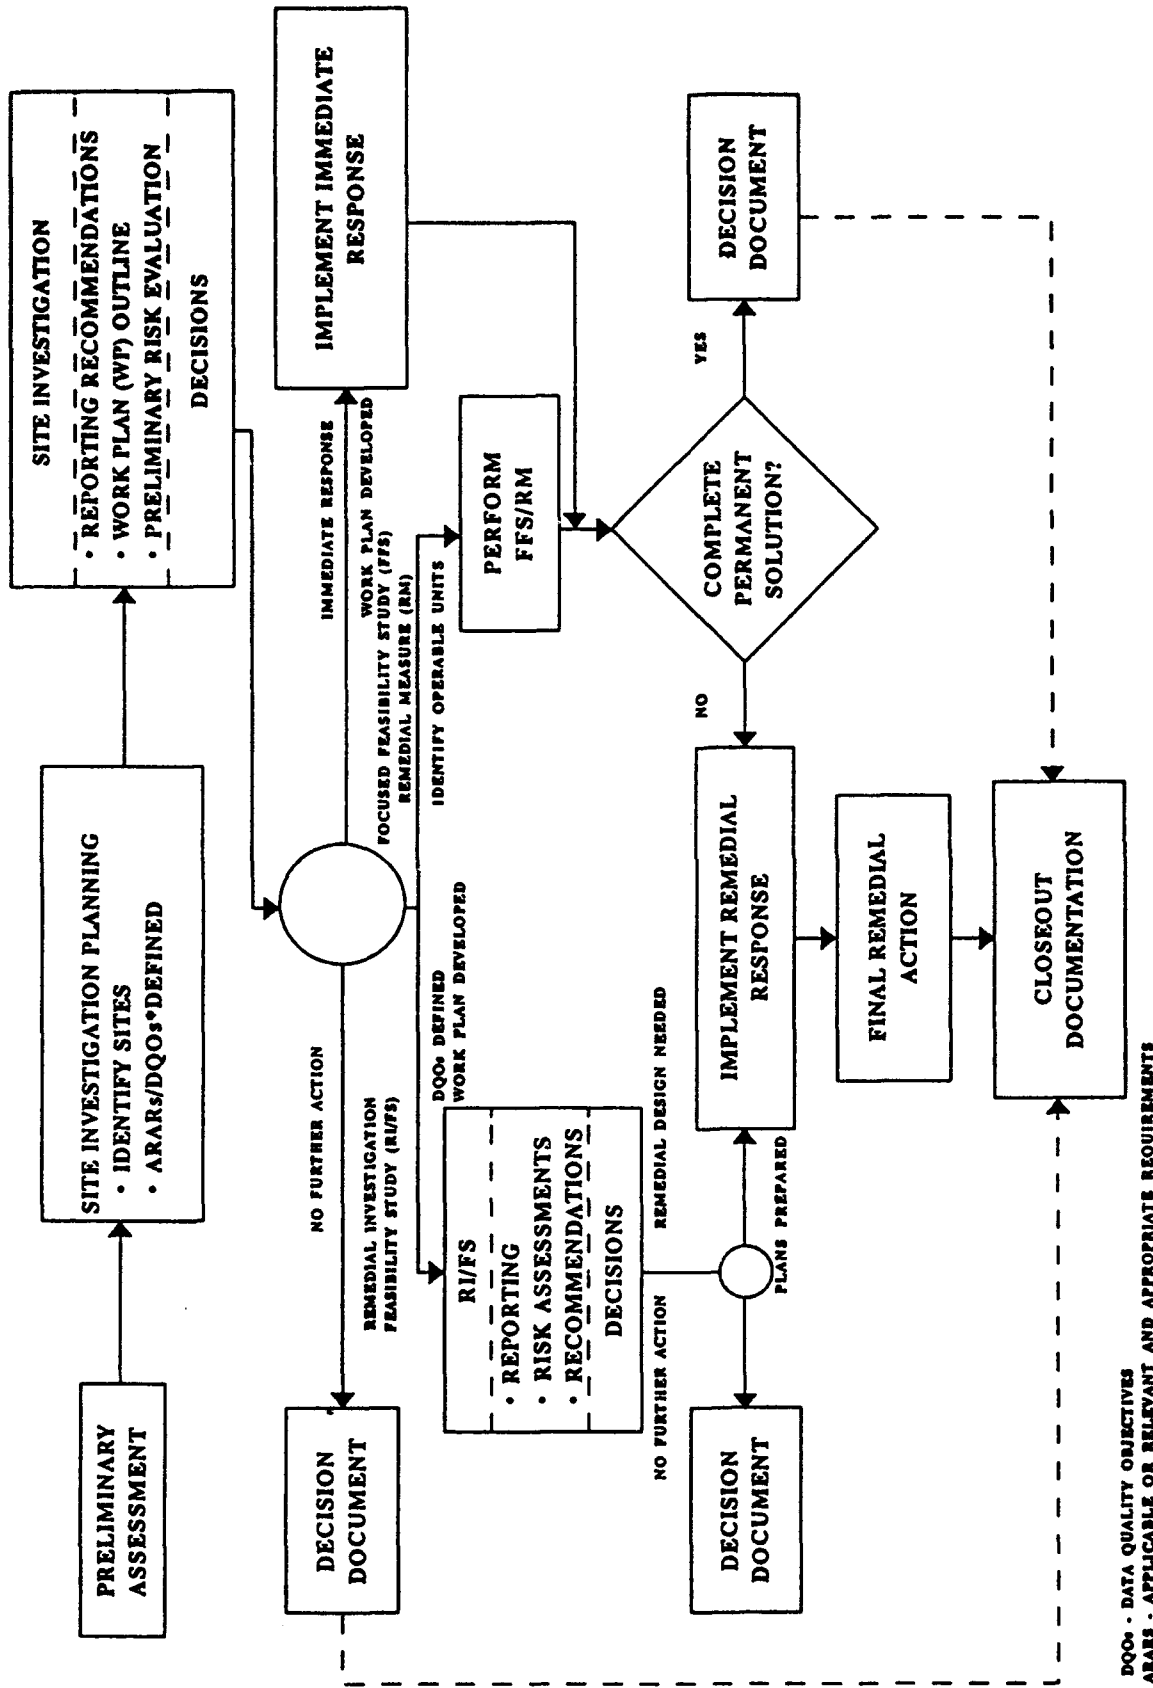 PRELIMINARY
ASSESSMENT
SITE INVESTIGATION PLANNING
• IDENTIFY SITES
• ARARs/DQOs*DEFINED
SITE INVESTIGATION
• REPORTING RECOMMENDATIONS
• WORK PLAN (WP) OUTLINE
• PRELIMINARY RISK EVALUATION
DECISIONS
DECISION
DOCUMENT
NO FURTHER ACTION
IMMEDIATE RESPONSE
IMPLEMENT IMMEDIATE
RESPONSE
REMEDIAL INVESTIGATION
FEASIBILITY STUDY (RI/FS)
WORK PLAN DEVELOPED
FOCUSED FEASIBILITY STUDY (FFS)
REMEDIAL MEASURE (RM)
DQOs DEFINED
WORK PLAN DEVELOPED
IDENTIFY OPERABLE UNITS
RI/FS
• REPORTING
• RISK ASSESSMENTS
• RECOMMENDATIONS
DECISIONS
PERFORM
FFS/RM
NO FURTHER ACTION
REMEDIAL DESIGN NEEDED
DECISION
DOCUMENT
PLANS PREPARED
IMPLEMENT REMEDIAL
RESPONSE
NO
COMPLETE
PERMANENT
SOLUTION?
YES
DECISION
DOCUMENT
FINAL REMEDIAL
ACTION
CLOSEOUT
DOCUMENTATION
DQOs - DATA QUALITY OBJECTIVES
ARARS - APPLICABLE OR RELEVANT AND APPROPRIATE REQUIREMENTS